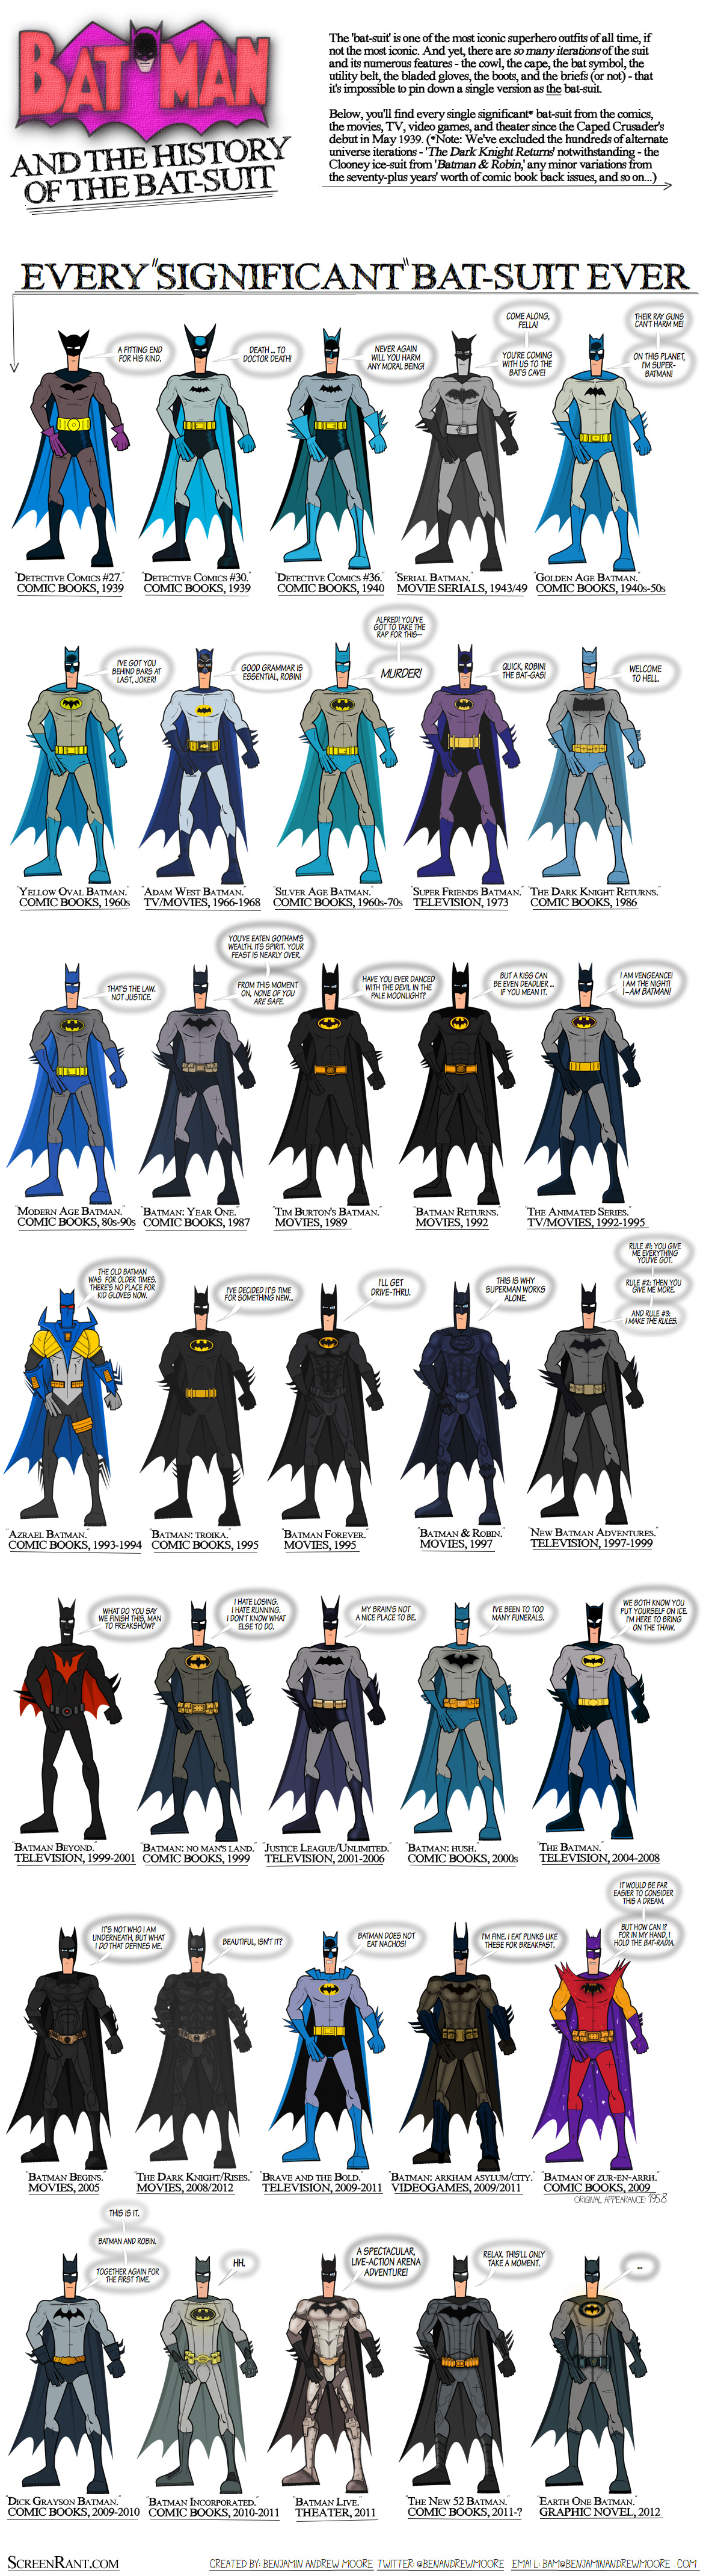 BATMAN
AND THE HISTORY
OF THE BAT-SUIT
The 'bat-suit' is one of the most iconic superhero outfits of all time, if
not the most iconic. And yet, there are so many iterations of the suit
and its numerous features - the cowl, the cape, the bat symbol, the
utility belt, the bladed gloves, the boots, and the briefs (or not) - that
it's impossible to pin down a single version as the bat-suit.
Below, you'll find every single significant* bat-suit from the comics,
the movies, TV, video games, and theater since the Caped Crusader's
debut in May 1939. (*Note: We've excluded the hundreds of alternate
universe iterations - 'The Dark Knight Returns' notwithstanding - the
Clooney ice-suit from 'Batman & Robin,' any minor variations from
the seventy-plus years' worth of comic book back issues, and so on...)
EVERY "SIGNIFICANT" BAT-SUIT EVER
A FITTING END
FOR HIS KIND.
DEATH ... TO
DOCTOR DEATH!
NEVER AGAIN
WILL YOU HARM
ANY MORAL BEING!
COME ALONG,
FELLA!
YOU'RE COMING
WITH US TO THE
BAT'S CAVE!
THEIR RAY GUNS
CAN'T HARM ME!
ON THIS PLANET,
I'M SUPER-
BATMAN!
"Detective Comics #27."
COMIC BOOKS, 1939
"Detective Comics #30."
COMIC BOOKS, 1939
"Detective Comics #36."
COMIC BOOKS, 1940
"Serial Batman."
MOVIE SERIALS, 1943/49
"Golden Age Batman."
COMIC BOOKS, 1940s-50s
I'VE GOT YOU
BEHIND BARS AT
LAST, JOKER!
GOOD GRAMMAR IS
ESSENTIAL, ROBIN!
ALFRED! YOU'VE
GOT TO TAKE THE
RAP FOR THIS—
MURDER!
QUICK, ROBIN!
THE BAT-GAS!
WELCOME
TO HELL.
"Yellow Oval Batman."
COMIC BOOKS, 1960s
"Adam West Batman."
TV/MOVIES, 1966-1968
"Silver Age Batman."
COMIC BOOKS, 1960s-70s
"Super Friends Batman."
TELEVISION, 1973
"The Dark Knight Returns."
COMIC BOOKS, 1986
THAT'S THE LAW.
NOT JUSTICE.
YOU'VE EATEN GOTHAM'S
WEALTH. ITS SPIRIT. YOUR
FEAST IS NEARLY OVER.
FROM THIS MOMENT
ON, NONE OF YOU
ARE SAFE.
HAVE YOU EVER DANCED
WITH THE DEVIL IN THE
PALE MOONLIGHT?
BUT A KISS CAN
BE EVEN DEADLIER ...
IF YOU MEAN IT.
I AM VENGEANCE!
I AM THE NIGHT!
I-AM BATMAN!
"Modern Age Batman."
COMIC BOOKS, 80s-90s
"Batman: Year One."
COMIC BOOKS, 1987
"Tim Burton's Batman."
MOVIES, 1989
"Batman Returns."
MOVIES, 1992
"The Animated Series."
TV/MOVIES, 1992-1995
THE OLD BATMAN
WAS FOR OLDER TIMES.
THERE'S NO PLACE FOR
KID GLOVES NOW.
I'VE DECIDED IT'S TIME
FOR SOMETHING NEW...
I'LL GET
DRIVE-THRU.
THIS IS WHY
SUPERMAN WORKS
ALONE.
RULE #1: YOU GIVE
ME EVERYTHING
YOU'VE GOT.
RULE #2: THEN YOU
GIVE ME MORE.
AND RULE #3:
I MAKE THE RULES.
"Azrael Batman."
COMIC BOOKS, 1993-1994
"Batman: troika."
COMIC BOOKS, 1995
"Batman Forever."
MOVIES, 1995
"Batman & Robin."
MOVIES, 1997
"New Batman Adventures."
TELEVISION, 1997-1999
WHAT DO YOU SAY
WE FINISH THIS, MAN
TO FREAKSHOW?
I HATE LOSING.
I HATE RUNNING.
I DON'T KNOW WHAT
ELSE TO DO.
MY BRAIN'S NOT
A NICE PLACE TO BE.
I'VE BEEN TO TOO
MANY FUNERALS.
WE BOTH KNOW YOU
PUT YOURSELF ON ICE.
I'M HERE TO BRING
ON THE THAW.
"Batman Beyond."
TELEVISION, 1999-2001
"Batman: no man's land."
COMIC BOOKS, 1999
"Justice League/Unlimited."
TELEVISION, 2001-2006
"Batman: hush."
COMIC BOOKS, 2000s
"The Batman."
TELEVISION, 2004-2008
IT'S NOT WHO I AM
UNDERNEATH, BUT WHAT
I DO THAT DEFINES ME.
BEAUTIFUL, ISN'T IT?
BATMAN DOES NOT
EAT NACHOS!
I'M FINE. I EAT PUNKS LIKE
THESE FOR BREAKFAST.
IT WOULD BE FAR
EASIER TO CONSIDER
THIS A DREAM.
BUT HOW CAN I?
FOR IN MY HAND, I
HOLD THE BAT-RADIA.
"Batman Begins."
MOVIES, 2005
"The Dark Knight/Rises."
MOVIES, 2008/2012
"Brave and the Bold."
TELEVISION, 2009-2011
"Batman: arkham asylum/city."
VIDEOGAMES, 2009/2011
"Batman of zur-en-arrh."
COMIC BOOKS, 2009
ORIGINAL APPEARANCE: 1958
THIS IS IT.
BATMAN AND ROBIN.
TOGETHER AGAIN FOR
THE FIRST TIME.
HH.
A SPECTACULAR,
LIVE-ACTION ARENA
ADVENTURE!
RELAX. THIS'LL ONLY
TAKE A MOMENT.
...
"Dick Grayson Batman."
COMIC BOOKS, 2009-2010
"Batman Incorporated."
COMIC BOOKS, 2010-2011
"Batman Live."
THEATER, 2011
"The New 52 Batman."
COMIC BOOKS, 2011-?
"Earth One Batman."
GRAPHIC NOVEL, 2012
SCREENRANT.COM
CREATED BY: BENJAMIN ANDREW MOORE TWITTER: @BENANDREWMOORE EMAIL: BAM@BENJAMINANDREWMOORE.COM